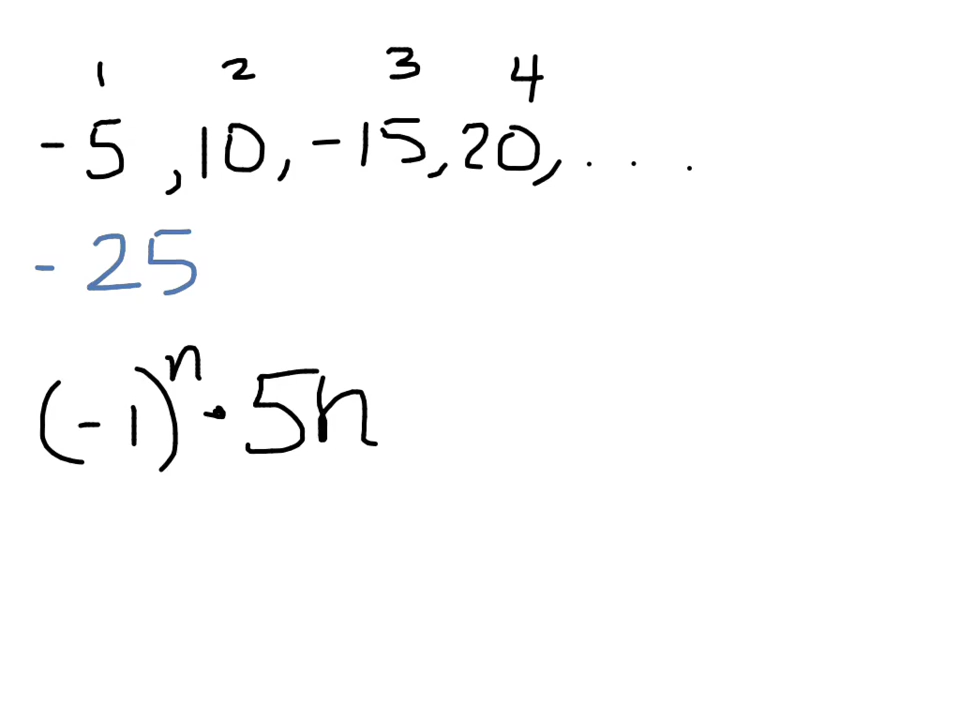 1 2 3 4
-5, 10, -15, 20, . . .
-25
(-1)ⁿ · 5n